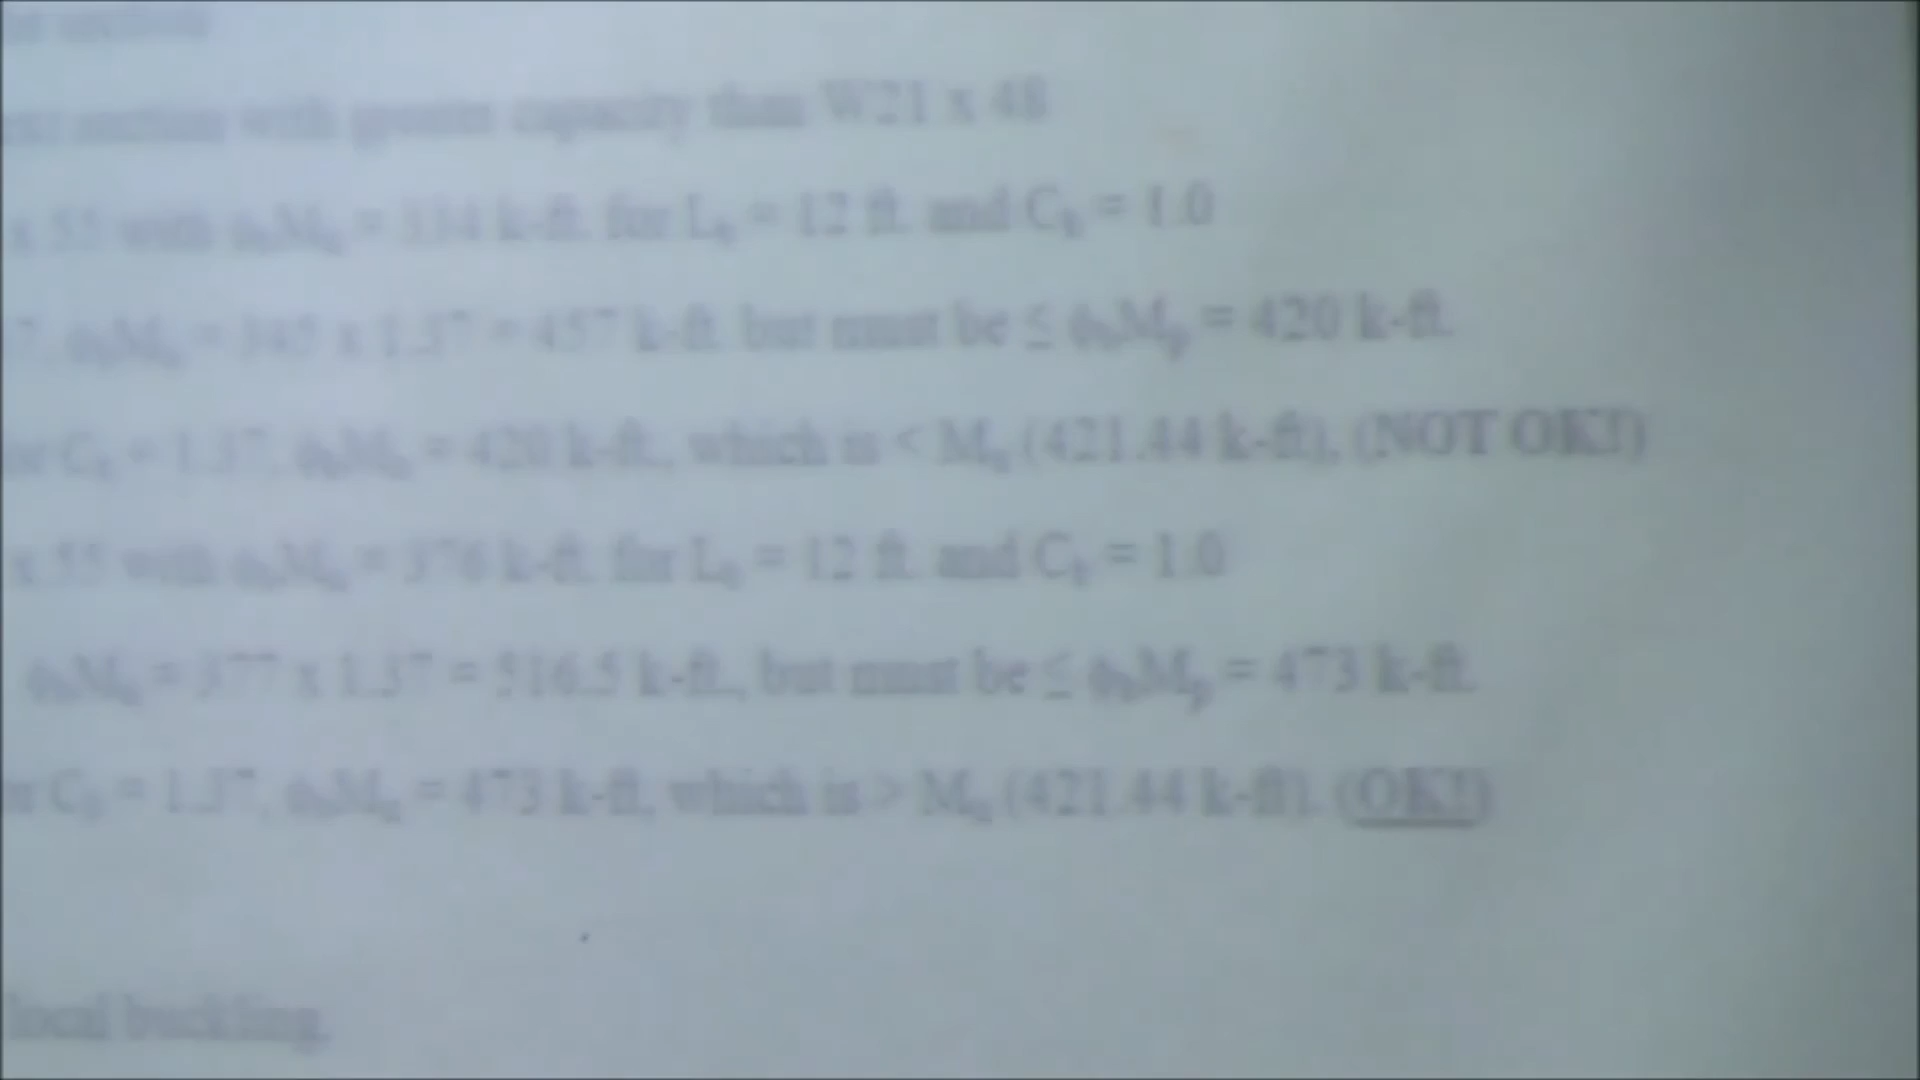 section with greater capacity than W21 x 48
x 55 with ϕbMn = 334 k-ft. for Lb = 12 ft. and Cb = 1.0
7, ϕbMn = 345 x 1.37 = 457 k-ft. but must be ≤ ϕbMp = 420 k-ft.
Cb = 1.37, ϕbMn = 420 k-ft., which is < Mu (421.44 k-ft). (NOT OK!)
x 55 with ϕbMn = 376 k-ft. for Lb = 12 ft. and Cb = 1.0
ϕbMn = 377 x 1.37 = 516.5 k-ft., but must be ≤ ϕbMp = 473 k-ft.
Cb = 1.37, ϕbMn = 473 k-ft, which is > Mu (421.44 k-ft). (OK!)
local buckling.